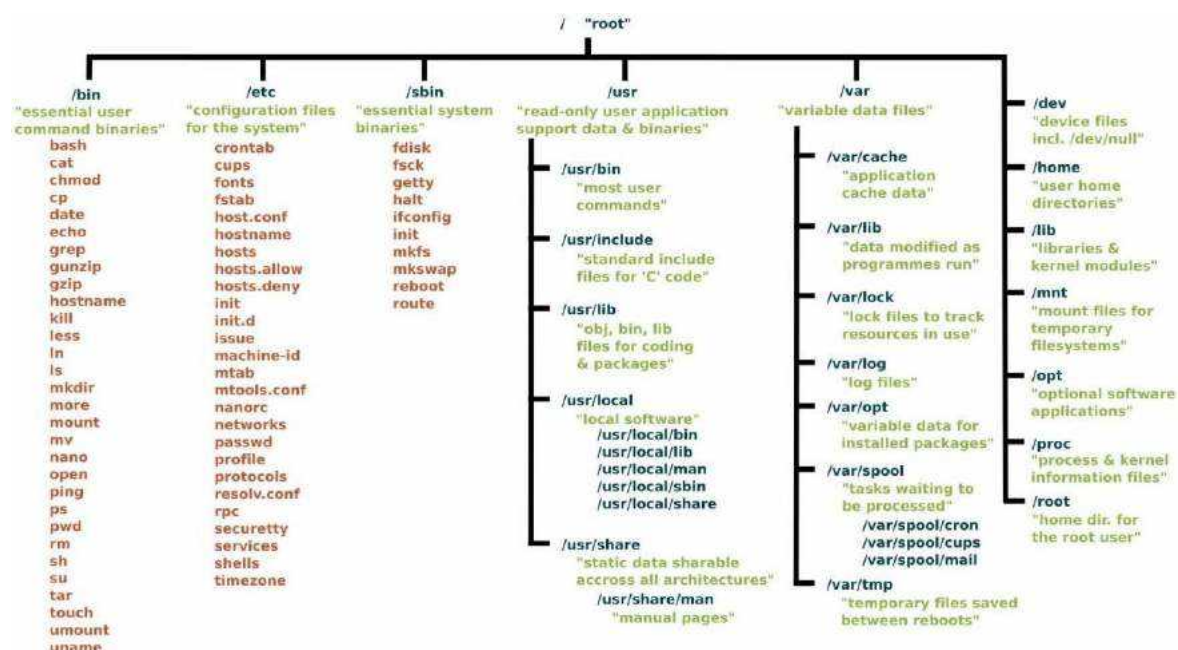 / "root"
/bin
"essential user
command binaries"
bash
cat
chmod
cp
date
echo
grep
gunzip
gzip
hostname
kill
less
ln
ls
mkdir
more
mount
mv
nano
open
ping
ps
pwd
rm
sh
su
tar
touch
umount
uname
/etc
"configuration files
for the system"
crontab
cups
fonts
fstab
host.conf
hostname
hosts
hosts.allow
hosts.deny
init
init.d
issue
machine-id
mtab
mtools.conf
nanorc
networks
passwd
profile
protocols
resolv.conf
rpc
securetty
services
shells
timezone
/sbin
"essential system
binaries"
fdisk
fsck
getty
halt
ifconfig
init
mkfs
mkswap
reboot
route
/usr
"read-only user application
support data & binaries"
/usr/bin
"most user
commands"
/usr/include
"standard include
files for 'C' code"
/usr/lib
"obj, bin, lib
files for coding
& packages"
/usr/local
"local software"
/usr/local/bin
/usr/local/lib
/usr/local/man
/usr/local/sbin
/usr/local/share
/usr/share
"static data sharable
accross all architectures"
/usr/share/man
"manual pages"
/var
"variable data files"
/var/cache
"application
cache data"
/var/lib
"data modified as
programmes run"
/var/lock
"lock files to track
resources in use"
/var/log
"log files"
/var/opt
"variable data for
installed packages"
/var/spool
"tasks waiting to
be processed"
/var/spool/cron
/var/spool/cups
/var/spool/mail
/var/tmp
"temporary files saved
between reboots"
/dev
"device files
incl. /dev/null"
/home
"user home
directories"
/lib
"libraries &
kernel modules"
/mnt
"mount files for
temporary
filesystems"
/opt
"optional software
applications"
/proc
"process & kernel
information files"
/root
"home dir. for
the root user"